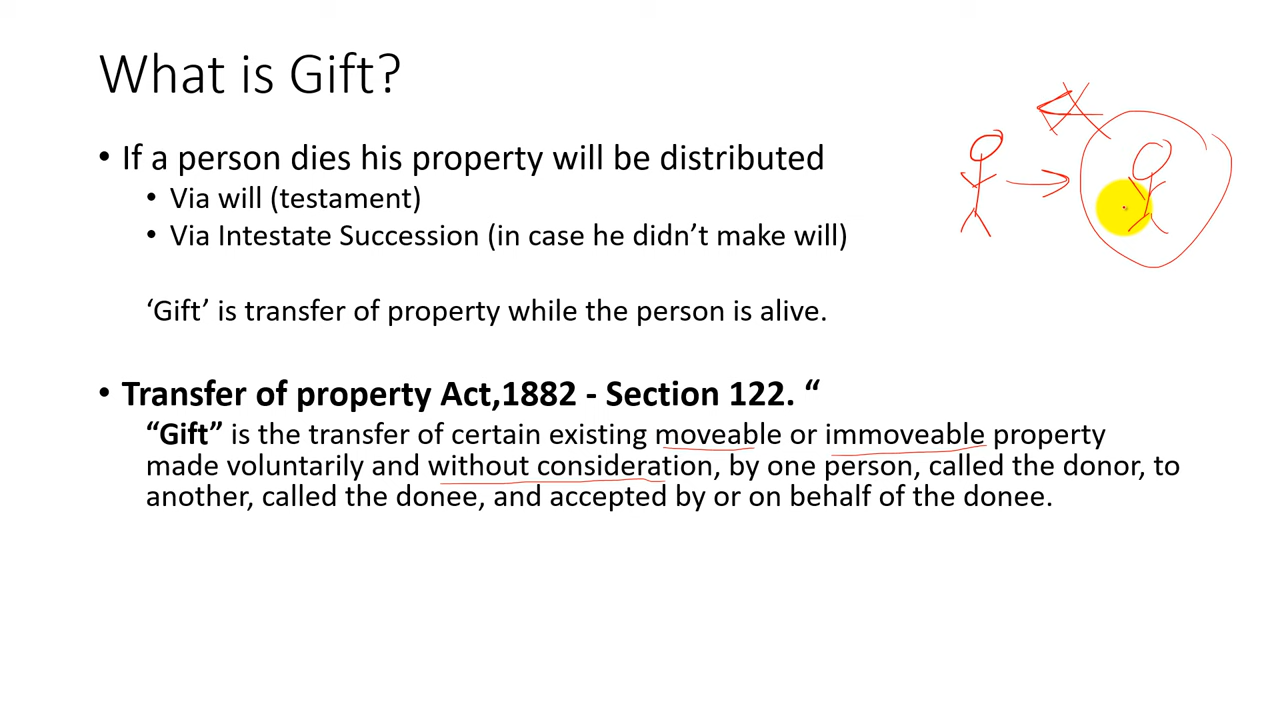 What is Gift?
• If a person dies his property will be distributed
• Via will (testament)
• Via Intestate Succession (in case he didn’t make will)
‘Gift’ is transfer of property while the person is alive.
• Transfer of property Act,1882 - Section 122. “
“Gift” is the transfer of certain existing moveable or immoveable property
made voluntarily and without consideration, by one person, called the donor, to
another, called the donee, and accepted by or on behalf of the donee.